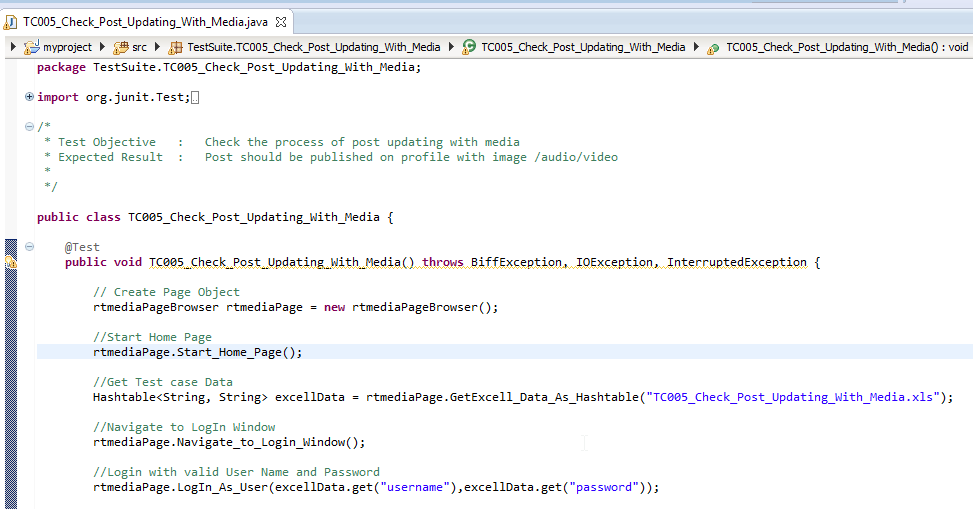 TC005_Check_Post_Updating_With_Media.java
myproject src TestSuite.TC005_Check_Post_Updating_With_Media TC005_Check_Post_Updating_With_Media TC005_Check_Post_Updating_With_Media() : void
package TestSuite.TC005_Check_Post_Updating_With_Media;
import org.junit.Test;
/*
* Test Objective : Check the process of post updating with media
* Expected Result : Post should be published on profile with image /audio/video
*
*/
public class TC005_Check_Post_Updating_With_Media {
@Test
public void TC005_Check_Post_Updating_With_Media() throws BiffException, IOException, InterruptedException {
// Create Page Object
rtmediaPageBrowser rtmediaPage = new rtmediaPageBrowser();
//Start Home Page
rtmediaPage.Start_Home_Page();
//Get Test case Data
Hashtable<String, String> excellData = rtmediaPage.GetExcell_Data_As_Hashtable("TC005_Check_Post_Updating_With_Media.xls");
//Navigate to LogIn Window
rtmediaPage.Navigate_to_Login_Window();
//Login with valid User Name and Password
rtmediaPage.LogIn_As_User(excellData.get("username"),excellData.get("password"));